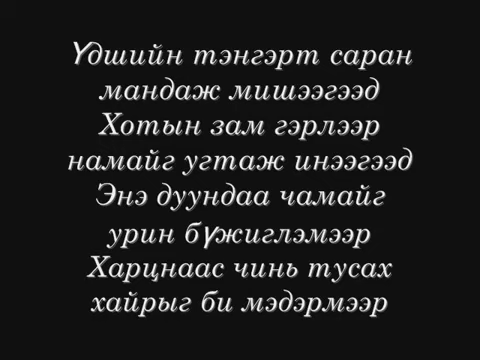 Үдшийн тэнгэрт саран
мандаж мишээгээд
Хотын зам гэрлээр
намайг угтаж инээгээд
Энэ дуундаа чамайг
урин бүжиглэмээр
Харцнаас чинь тусах
хайрыг би мэдэрмээр